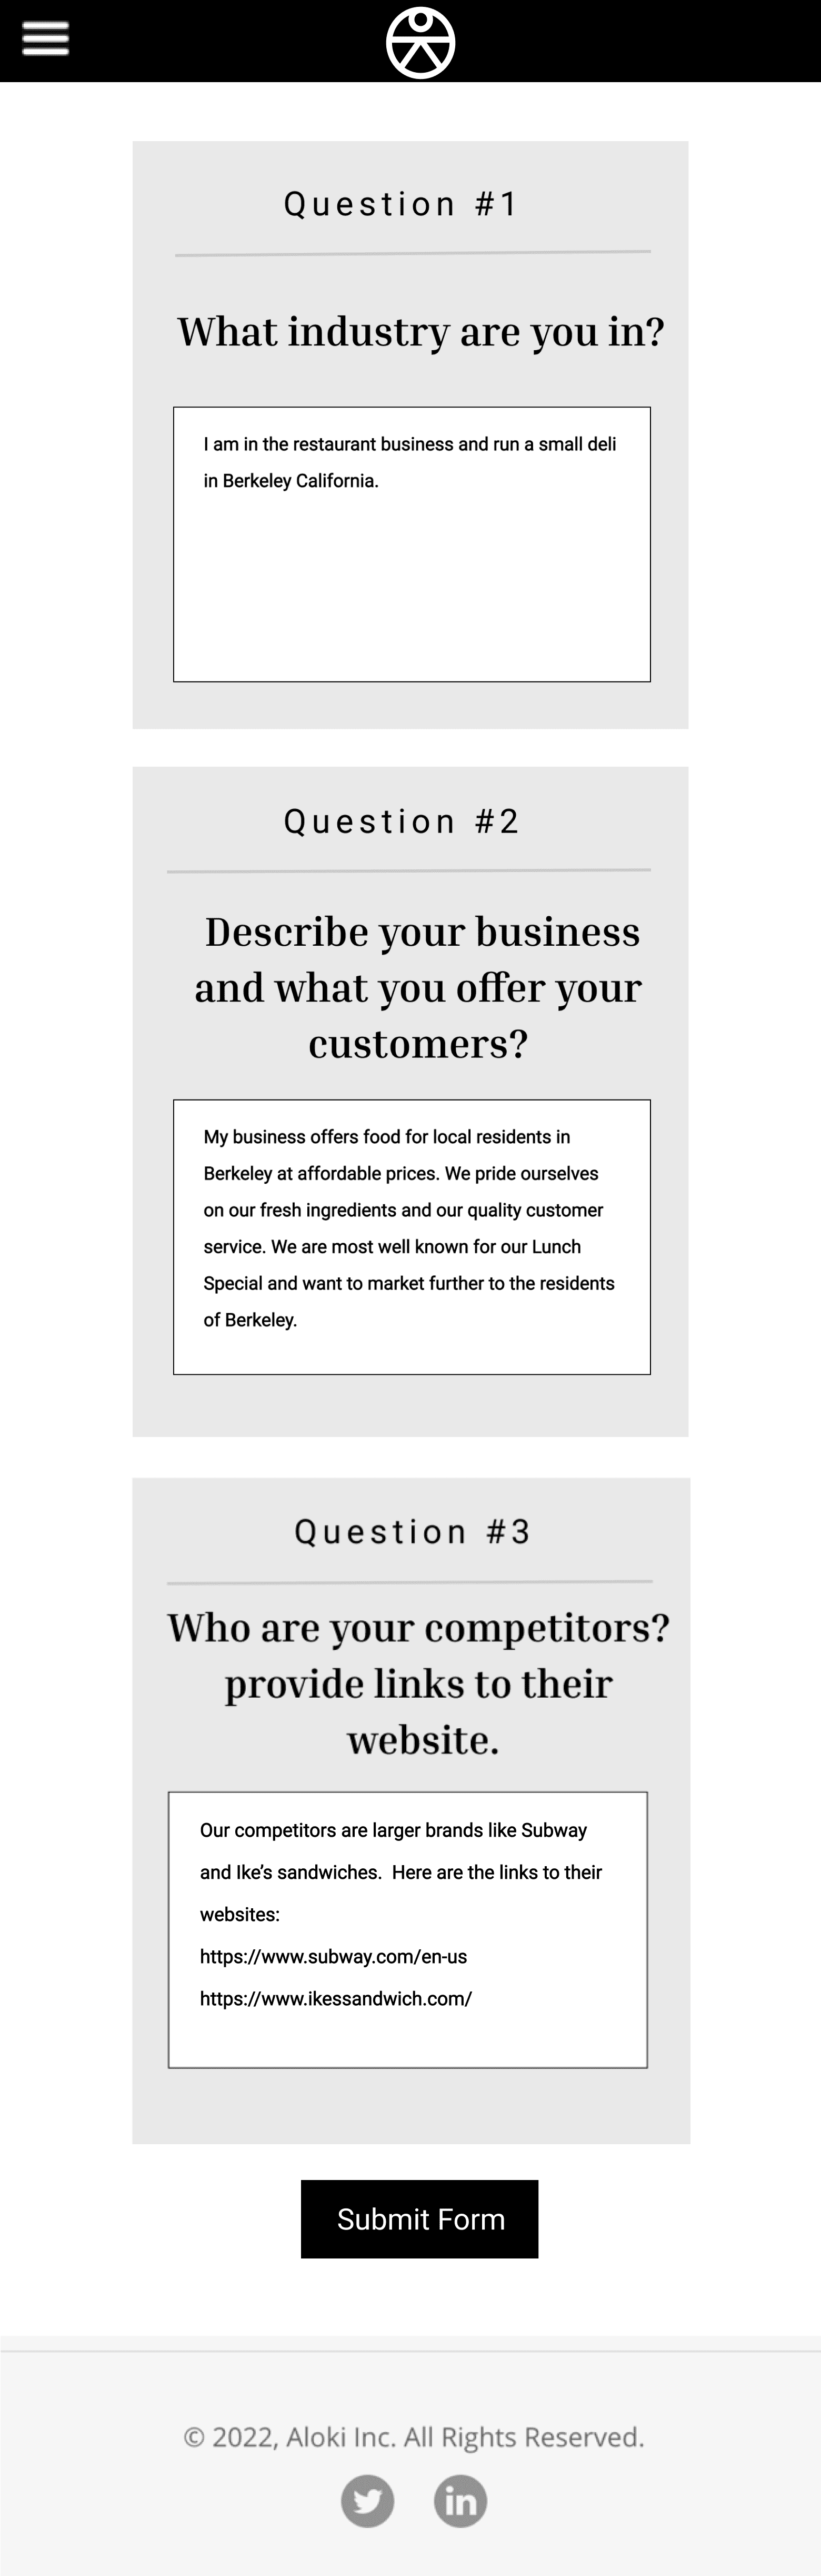 Question #1
What industry are you in?
I am in the restaurant business and run a small deli
in Berkeley California.
Question #2
Describe your business
and what you offer your
customers?
My business offers food for local residents in
Berkeley at affordable prices. We pride ourselves
on our fresh ingredients and our quality customer
service. We are most well known for our Lunch
Special and want to market further to the residents
of Berkeley.
Question #3
Who are your competitors?
provide links to their
website.
Our competitors are larger brands like Subway
and Ike’s sandwiches.  Here are the links to their
websites:
https://www.subway.com/en-us
https://www.ikessandwich.com/
Submit Form
© 2022, Aloki Inc. All Rights Reserved.
in